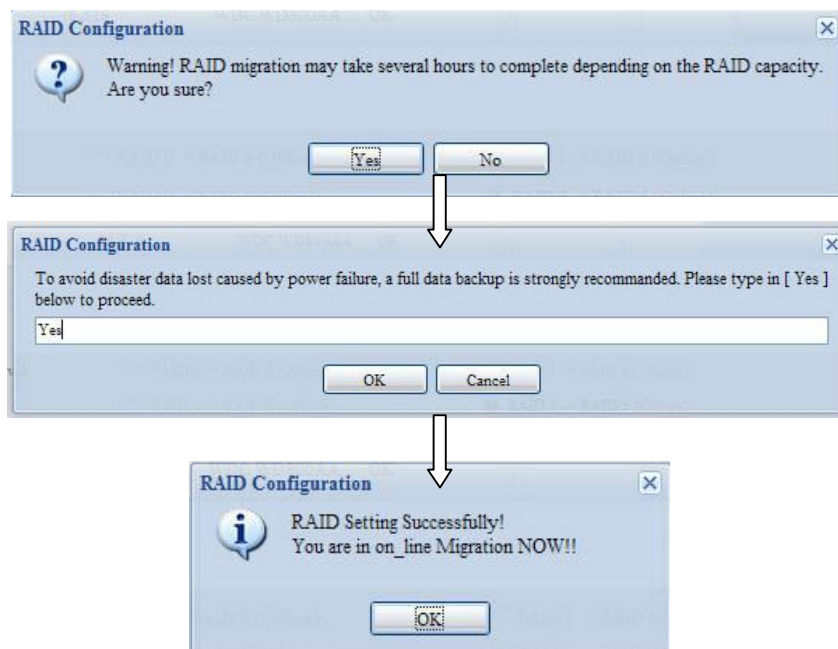 RAID Configuration
Warning! RAID migration may take several hours to complete depending on the RAID capacity.
Are you sure?
Yes
No
RAID Configuration
To avoid disaster data lost caused by power failure, a full data backup is strongly recommanded. Please type in [ Yes ]
below to proceed.
Yes
OK
Cancel
RAID Configuration
RAID Setting Successfully!
You are in on_line Migration NOW!!
OK